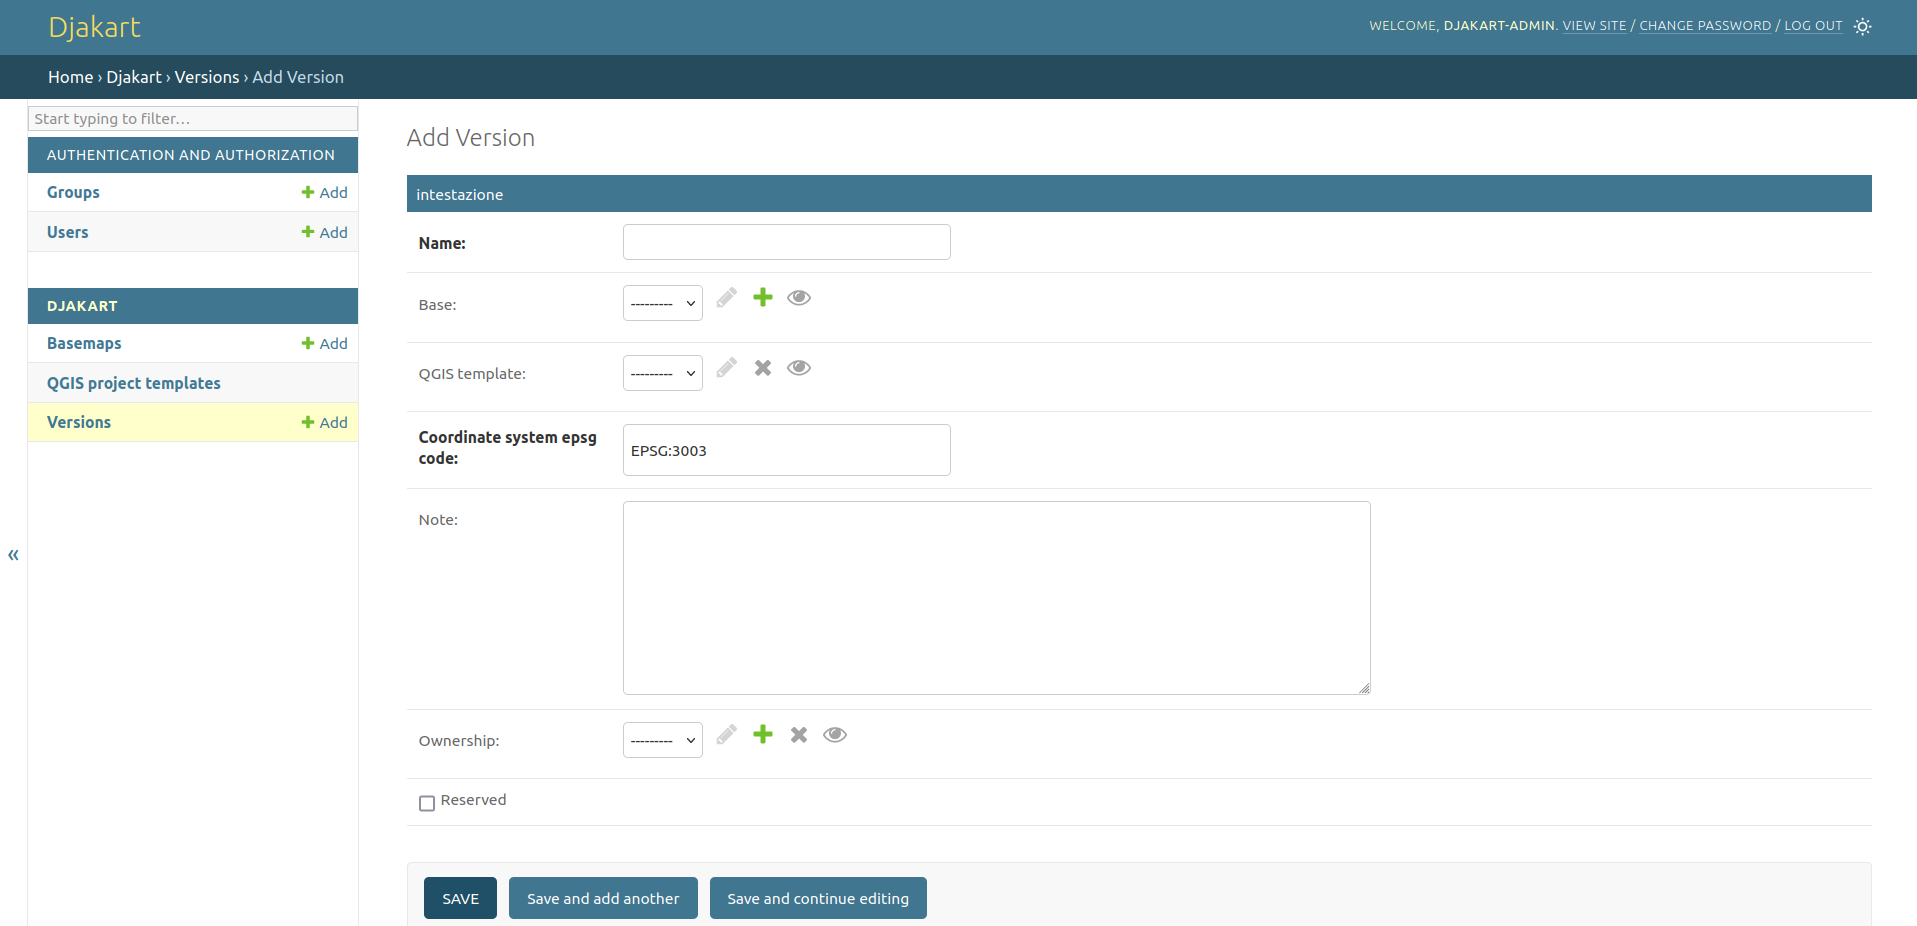 Djakart
WELCOME, DJAKART-ADMIN. VIEW SITE / CHANGE PASSWORD / LOG OUT
Home › Djakart › Versions › Add Version
Start typing to filter…
AUTHENTICATION AND AUTHORIZATION
Groups
Add
Users
Add
DJAKART
Basemaps
Add
QGIS project templates
Versions
Add
«
Add Version
intestazione
Name:
Base:
---------
QGIS template:
---------
Coordinate system epsg
code:
EPSG:3003
Note:
Ownership:
---------
Reserved
SAVE
Save and add another
Save and continue editing